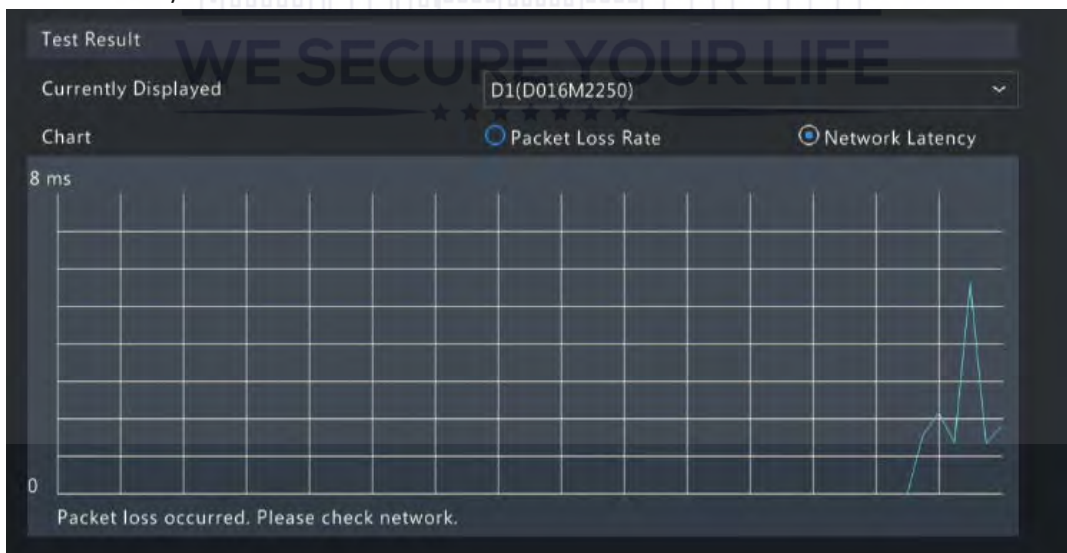 Test Result
WE SECURE YOUR LIFE
Currently Displayed D1(D016M2250)
Chart Packet Loss Rate Network Latency
8 ms
0
Packet loss occurred. Please check network.